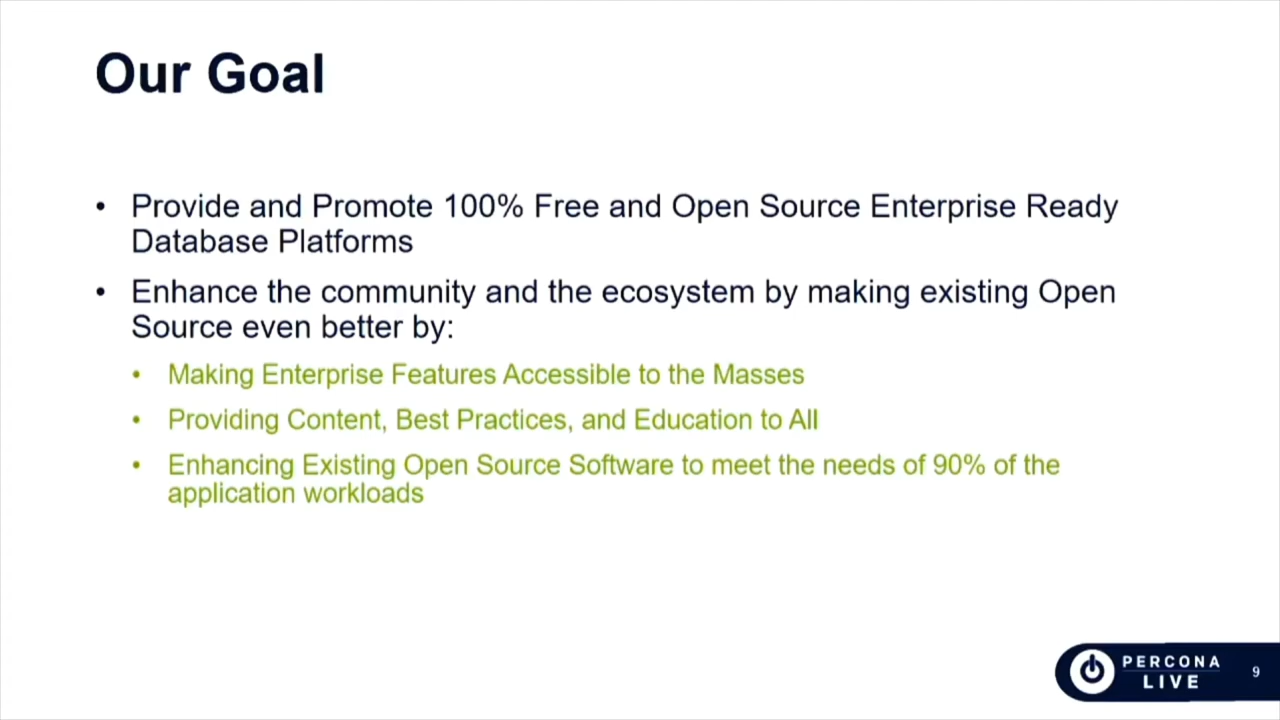 Our Goal
• Provide and Promote 100% Free and Open Source Enterprise Ready
Database Platforms
• Enhance the community and the ecosystem by making existing Open
Source even better by:
• Making Enterprise Features Accessible to the Masses
• Providing Content, Best Practices, and Education to All
• Enhancing Existing Open Source Software to meet the needs of 90% of the
application workloads
PERCONA
LIVE
9